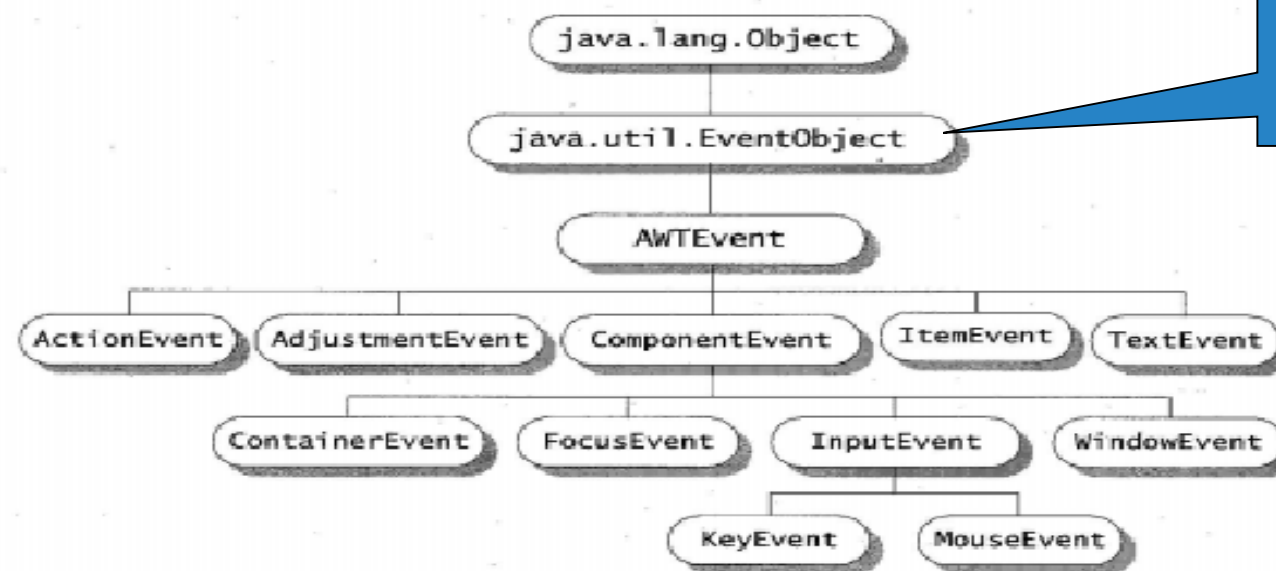 java.lang.Object
java.util.EventObject
AWTEvent
ActionEvent AdjustmentEvent ComponentEvent ItemEvent TextEvent
ContainerEvent FocusEvent InputEvent WindowEvent
KeyEvent MouseEvent